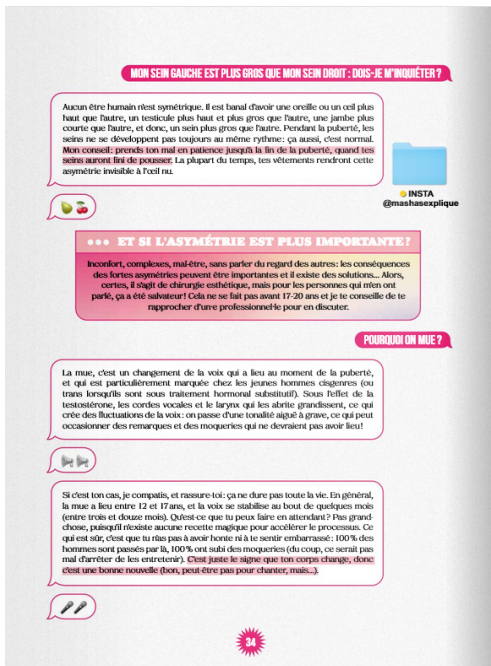 MON SEIN GAUCHE EST PLUS GROS QUE MON SEIN DROIT : DOIS-JE M'INQUIÉTER ?
Aucun être humain n'est symétrique. Il est banal d'avoir une oreille ou un œil plus
haut que l'autre, un testicule plus haut et plus gros que l'autre, une jambe plus
courte que l'autre, et donc, un sein plus gros que l'autre. Pendant la puberté, les
seins ne se développent pas toujours au même rythme : ça aussi, c'est normal.
Mon conseil : prends ton mal en patience jusqu'à la fin de la puberté, quand tes
seins auront fini de pousser. La plupart du temps, tes vêtements rendront cette
asymétrie invisible à l'œil nu.
INSTA
@mashasexplique
ET SI L'ASYMÉTRIE EST PLUS IMPORTANTE ?
Inconfort, complexes, mal-être, sans parler du regard des autres : les conséquences
des fortes asymétries peuvent être importantes et il existe des solutions... Alors,
certes, il s'agit de chirurgie esthétique, mais pour les personnes qui m'en ont
parlé, ça a été salvateur ! Cela ne se fait pas avant 17-20 ans et je te conseille de te
rapprocher d'un·e professionnel·le pour en discuter.
POURQUOI ON MUE ?
La mue, c'est un changement de la voix qui a lieu au moment de la puberté,
et qui est particulièrement marquée chez les jeunes hommes cisgenres (ou
trans lorsqu'ils sont sous traitement hormonal substitutif). Sous l'effet de la
testostérone, les cordes vocales et le larynx qui les abrite grandissent, ce qui
crée des fluctuations de la voix : on passe d'une tonalité aiguë à grave, ce qui peut
occasionner des remarques et des moqueries qui ne devraient pas avoir lieu !
Si c'est ton cas, je compatis, et rassure-toi : ça ne dure pas toute la vie. En général,
la mue a lieu entre 12 et 17 ans, et la voix se stabilise au bout de quelques mois
(entre trois et douze mois). Qu'est-ce que tu peux faire en attendant ? Pas grand-
chose, puisqu'il n'existe aucune recette magique pour accélérer le processus. Ce
qui est sûr, c'est que tu n'as pas à avoir honte ni à te sentir embarrassé : 100 % des
hommes sont passés par là, 100 % ont subi des moqueries (du coup, ce serait pas
mal d'arrêter de les entretenir). C'est juste le signe que ton corps change, donc
c'est une bonne nouvelle (bon, peut-être pas pour chanter, mais...).
34